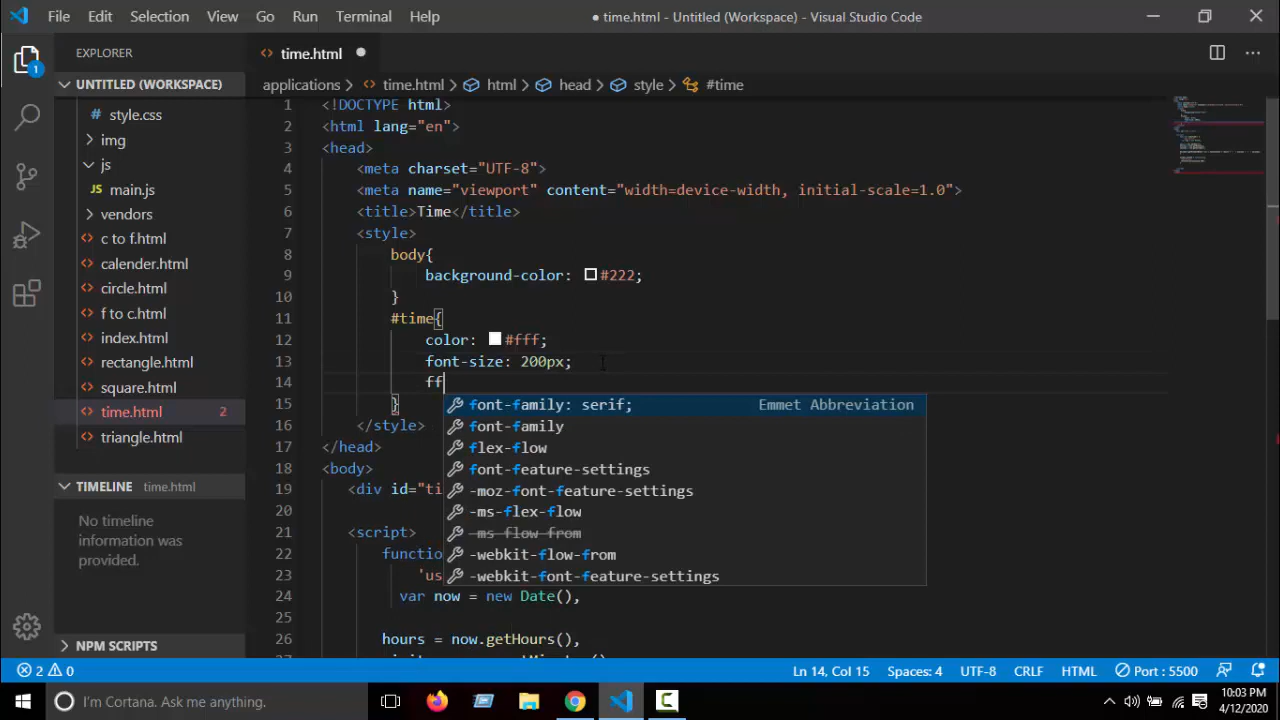 File Edit Selection View Go Run Terminal Help
● time.html - Untitled (Workspace) - Visual Studio Code
EXPLORER
1
UNTITLED (WORKSPACE)
# style.css
img
js
JS main.js
vendors
<> c to f.html
<> calender.html
<> circle.html
<> f to c.html
<> index.html
<> rectangle.html
<> square.html
<> time.html 2
<> triangle.html
TIMELINE time.html
No timeline
information was
provided.
NPM SCRIPTS
<> time.html ●
applications > <> time.html > html > head > style > #time
1 <!DOCTYPE html>
2 <html lang="en">
3 <head>
4 <meta charset="UTF-8">
5 <meta name="viewport" content="width=device-width, initial-scale=1.0">
6 <title>Time</title>
7 <style>
8 body{
9 background-color: #222;
10 }
11 #time{
12 color: #fff;
13 font-size: 200px;
14 ff
15 }
16 </style>
17 </head>
18 <body>
19 <div id="ti
20
21 <script>
22 functio
23 'us
24 var now = new Date(),
25
26 hours = now.getHours(),
font-family: serif; Emmet Abbreviation
font-family
flex-flow
font-feature-settings
-moz-font-feature-settings
-ms-flex-flow
-ms-flow-from
-webkit-flow-from
-webkit-font-feature-settings
2 0
Ln 14, Col 15 Spaces: 4 UTF-8 CRLF HTML Port : 5500
I'm Cortana. Ask me anything.
10:03 PM
4/12/2020